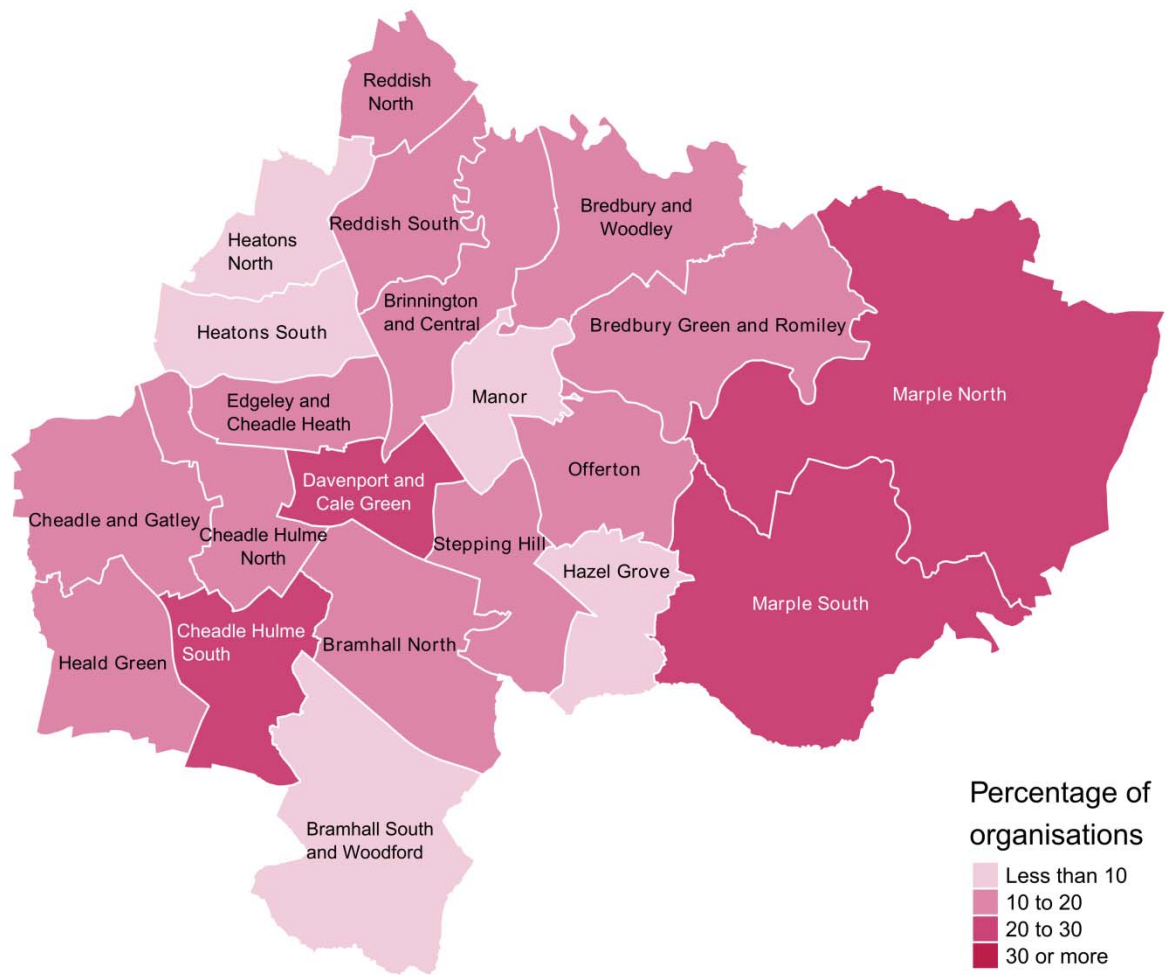 Reddish
North
Reddish South
Bredbury and
Woodley
Heatons
North
Brinnington
and Central
Heatons South
Bredbury Green and Romiley
Manor
Marple North
Edgeley and
Cheadle Heath
Offerton
Davenport and
Cale Green
Cheadle and Gatley
Cheadle Hulme
North
Stepping Hill
Hazel Grove
Marple South
Cheadle Hulme
South
Bramhall North
Heald Green
Bramhall South
and Woodford
Percentage of
organisations
Less than 10
10 to 20
20 to 30
30 or more